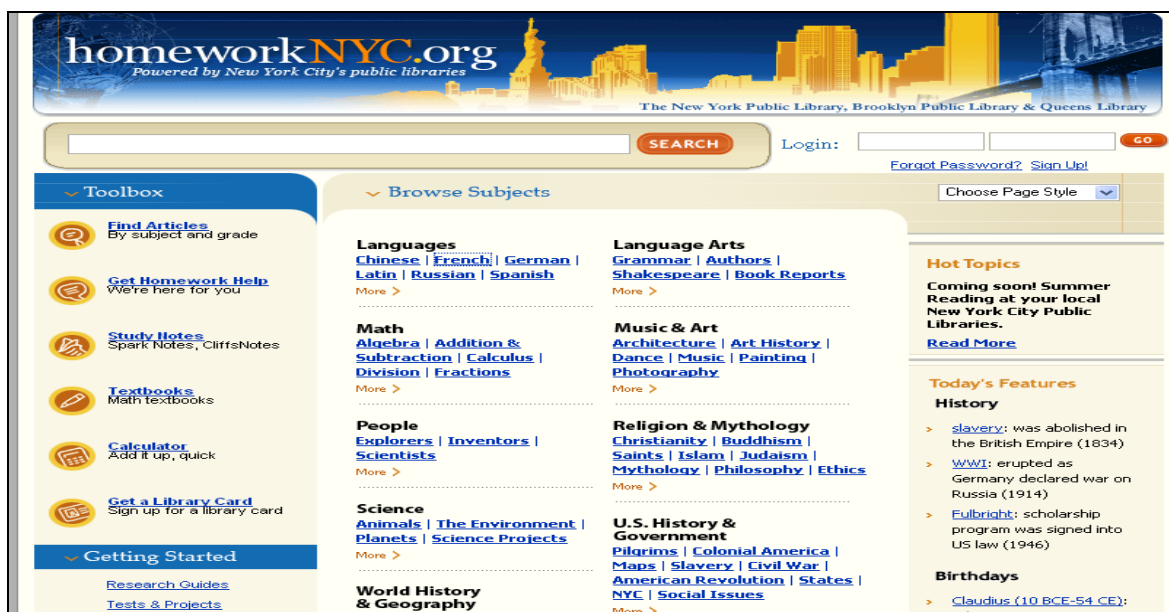 homeworkNYC.org
Powered by New York City's public libraries
The New York Public Library, Brooklyn Public Library & Queens Library
SEARCH
Login:
GO
Forgot Password? Sign Up!
Toolbox
Find Articles
By subject and grade
Get Homework Help
We're here for you
Study Notes
Spark Notes, CliffsNotes
Textbooks
Math textbooks
Calculator
Add it up, quick
Get a Library Card
Sign up for a library card
Getting Started
Research Guides
Tests & Projects
Browse Subjects
Languages
Chinese | French | German |
Latin | Russian | Spanish
More >
Math
Algebra | Addition &
Subtraction | Calculus |
Division | Fractions
More >
People
Explorers | Inventors |
Scientists
More >
Science
Animals | The Environment |
Planets | Science Projects
More >
World History
& Geography
Language Arts
Grammar | Authors |
Shakespeare | Book Reports
More >
Music & Art
Architecture | Art History |
Dance | Music | Painting |
Photography
More >
Religion & Mythology
Christianity | Buddhism |
Saints | Islam | Judaism |
Mythology | Philosophy | Ethics
More >
U.S. History &
Government
Pilgrims | Colonial America |
Maps | Slavery | Civil War |
American Revolution | States |
NYC | Social Issues
More >
Choose Page Style
Hot Topics
Coming soon! Summer
Reading at your local
New York City Public
Libraries.
Read More
Today's Features
History
> slavery: was abolished in
the British Empire (1834)
> WWI: erupted as
Germany declared war on
Russia (1914)
> Fulbright: scholarship
program was signed into
US law (1946)
Birthdays
> Claudius (10 BCE-54 CE):